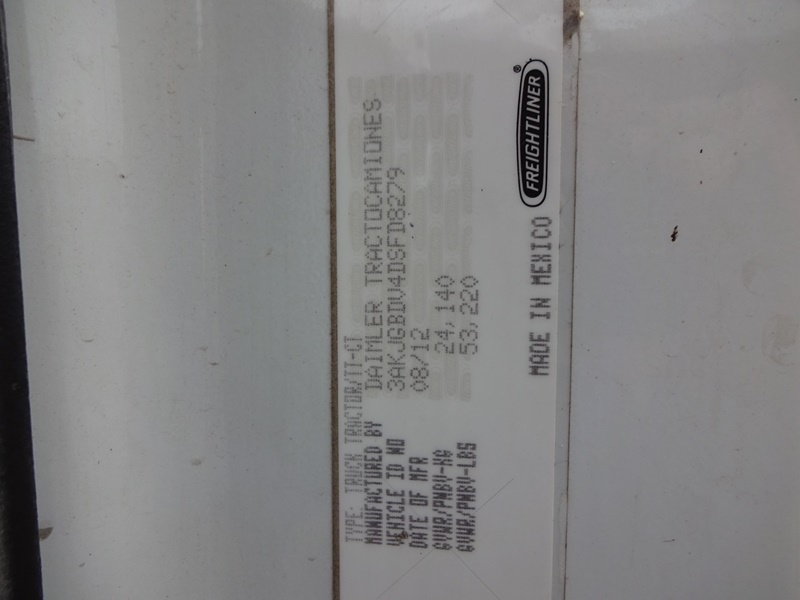 TYPE: TRUCK TRACTOR/TT-CT
MANUFACTURED BY DAIMLER TRACTOCAMIONES
VEHICLE ID NO 3AKJGBDV4DSFD8279
DATE OF MFR 08/12
GVWR/PNBV-KG 24,140
GVWR/PNBV-LBS 53,220
MADE IN MEXICO FREIGHTLINER®